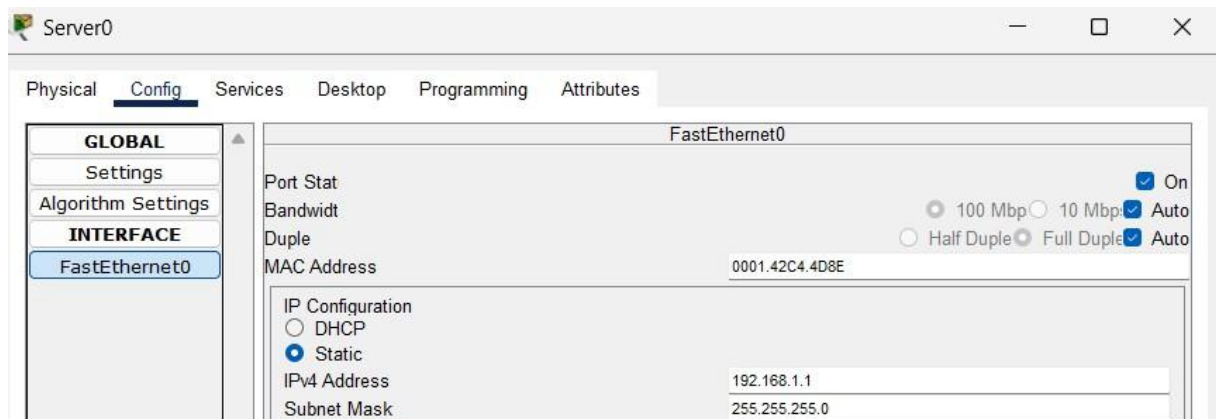 Server0
Physical Config Services Desktop Programming Attributes
GLOBAL
Settings
Algorithm Settings
INTERFACE
FastEthernet0
FastEthernet0
Port Stat On
Bandwidt 100 Mbp 10 Mbp Auto
Duple Half Duple Full Duple Auto
MAC Address 0001.42C4.4D8E
IP Configuration
DHCP
Static
IPv4 Address 192.168.1.1
Subnet Mask 255.255.255.0